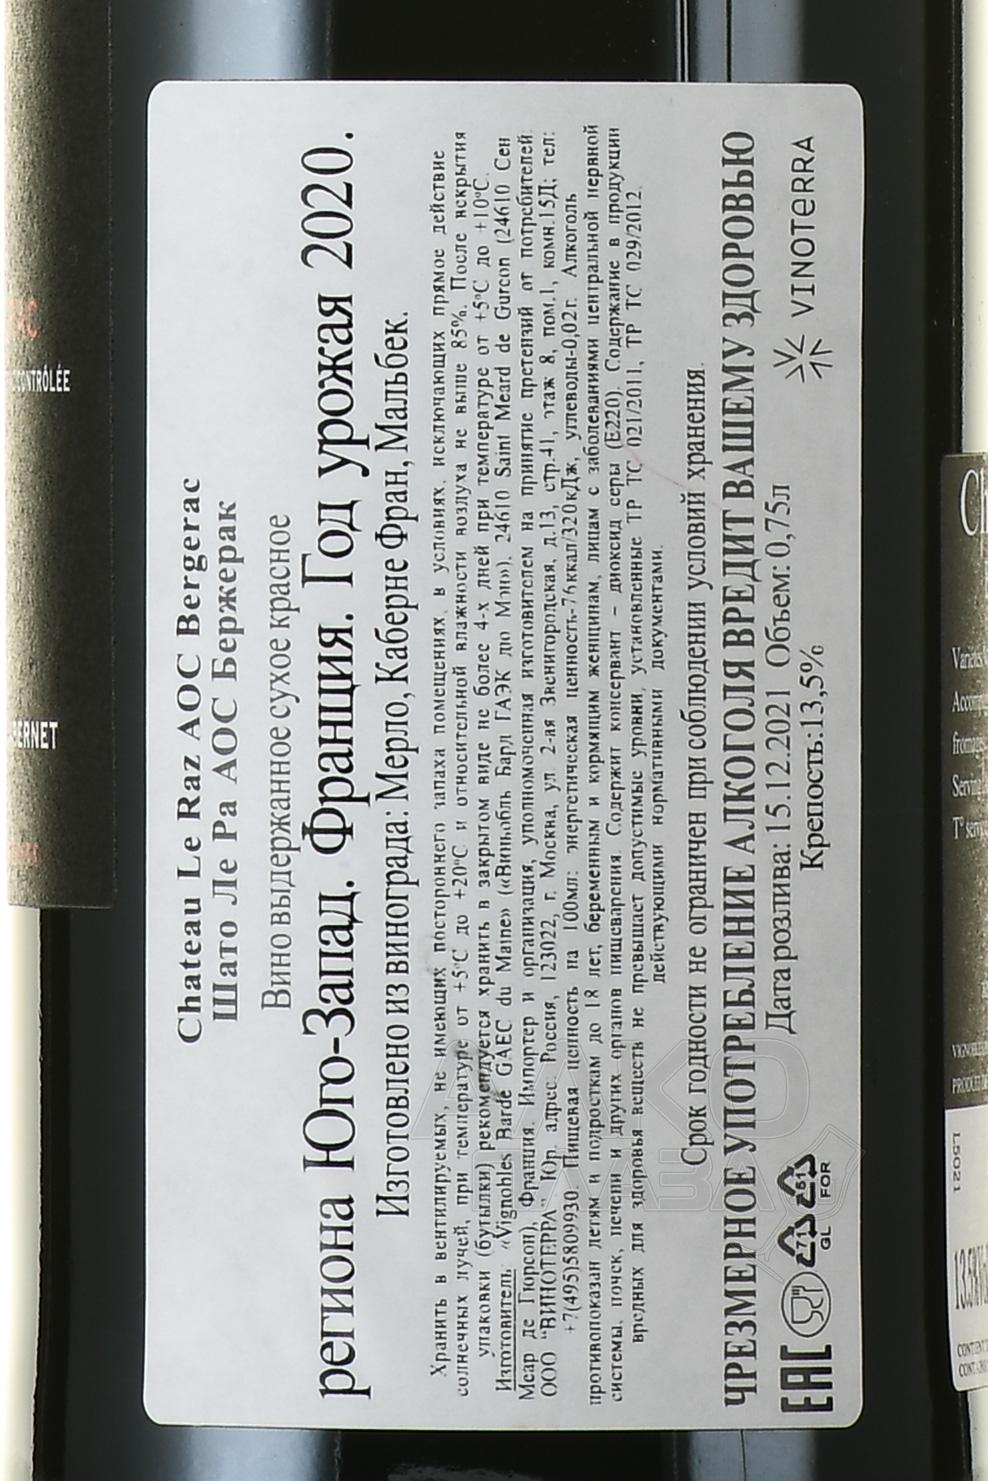 Chateau Le Raz AOC Bergerac
Шато Ле Ра АОС Бержерак
Вино выдержанное сухое красное
региона Юго-Запад. Франция. Год урожая 2020.
Изготовлено из винограда: Мерло, Каберне Фран, Мальбек.
Хранить в вентилируемых, не имеющих постороннего запаха помещениях, в условиях, исключающих прямое действие
солнечных лучей, при температуре от +5°С до +20°С и относительной влажности воздуха не выше 85%. После вскрытия
упаковки (бутылки) рекомендуется хранить в закрытом виде не более 4-х дней при температуре от +5°С до +10°С.
Изготовитель: «Vignobles Barde GAEC du Maine» («Виньобль Барл ГАЭК дю Мэнн), 24610 Saint Meard de Gurcon (24610 Сен
Меар де Гюрсон), Франция. Импортер и организация, уполномоченная изготовителем на принятие претензий от потребителей:
ООО "ВИНОТЕРРА" Юр. адрес: Россия, 123022, г. Москва, ул. 2-ая Звенигородская, д.13, стр.41, этаж 8, пом.1, комн.15Д; тел:
+7(495)5809930. Пищевая ценность на 100мл: энергетическая ценность-76ккал/320кДж, углеводы-0,02г. Алкоголь
противопоказан детям и подросткам до 18 лет, беременным и кормящим женщинам, лицам с заболеваниями центральной нервной
системы, почек, печени и других органов пищеварения. Содержит консервант – диоксид серы (Е220). Содержание в продукции
вредных для здоровья веществ не превышает допустимые уровни, установленные ТР ТС 021/2011, ТР ТС 029/2012
действующими нормативными документами.
Срок годности не ограничен при соблюдении условий хранения.
ЧРЕЗМЕРНОЕ УПОТРЕБЛЕНИЕ АЛКОГОЛЯ ВРЕДИТ ВАШЕМУ ЗДОРОВЬЮ
Дата розлива: 15.12.2021 Объем: 0,75л
Крепость:13,5%
EAC
71
GL
51
FOR
VINOTERRA
CONTRÔLÉE
L5021
13.5%